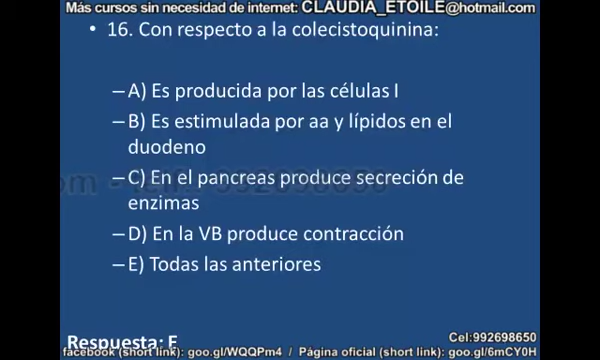 Más cursos sin necesidad de internet: CLAUDIA_ETOILE@hotmail.com
• 16. Con respecto a la colecistoquinina:
–A) Es producida por las células I
–B) Es estimulada por aa y lípidos en el
duodeno
–C) En el pancreas produce secreción de
enzimas
–D) En la VB produce contracción
–E) Todas las anteriores
Respuesta: E
Cel:992698650
facebook (short link): goo.gl/WQQPm4 / Página oficial (short link): goo.gl/6mCY0H